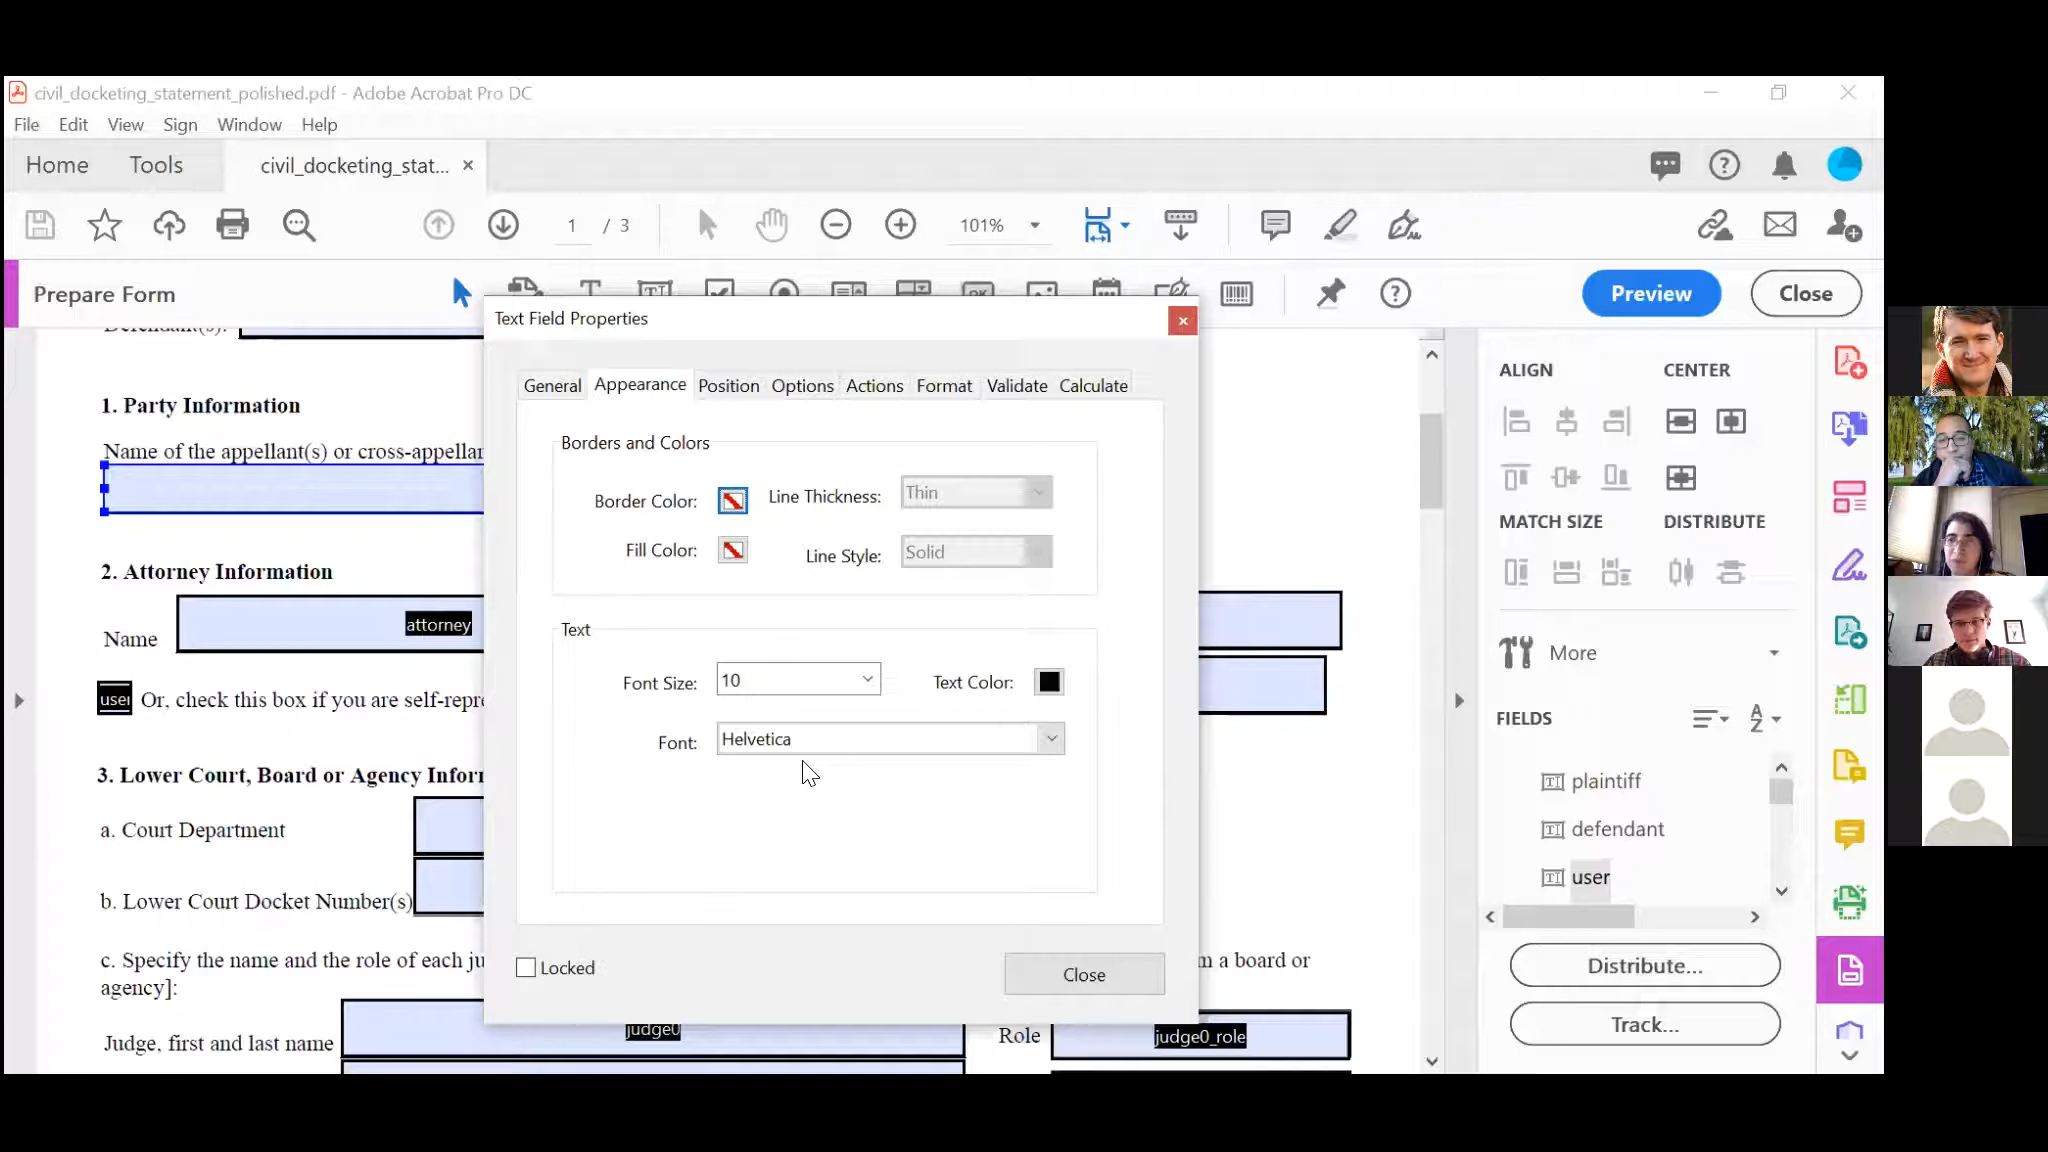 civil_docketing_statement_polished.pdf - Adobe Acrobat Pro DC
File Edit View Sign Window Help
Home Tools civil_docketing_stat... ×
1 / 3 101%
Prepare Form
Preview Close
Defendant(s):
1. Party Information
Name of the appellant(s) or cross-appellan
2. Attorney Information
Name attorney
user Or, check this box if you are self-repre
3. Lower Court, Board or Agency Inform
a. Court Department
b. Lower Court Docket Number(s)
c. Specify the name and the role of each ju
m a board or
agency]:
Judge, first and last name judge0 Role judge0_role
Text Field Properties
General Appearance Position Options Actions Format Validate Calculate
Borders and Colors
Border Color: Line Thickness: Thin
Fill Color: Line Style: Solid
Text
Font Size: 10 Text Color:
Font: Helvetica
Locked Close
ALIGN CENTER
MATCH SIZE DISTRIBUTE
More
FIELDS
plaintiff
defendant
user
Distribute...
Track...